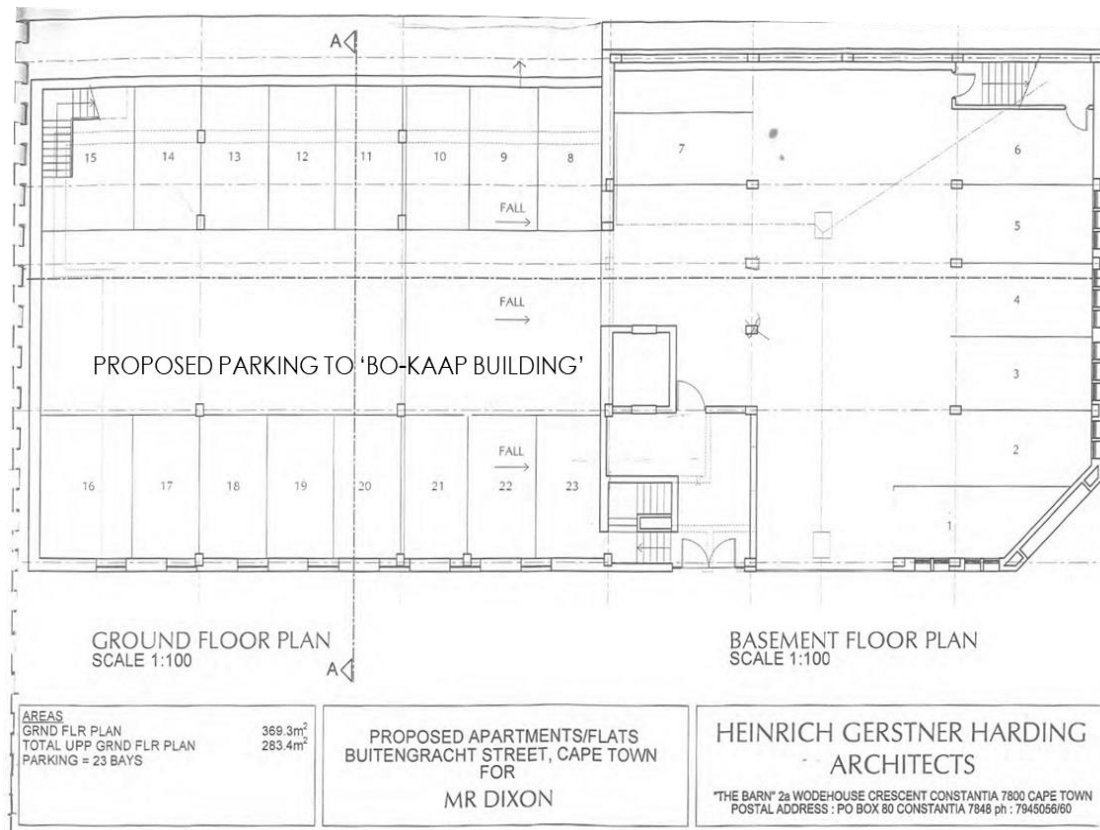 A
15 14 13 12 11 10 9 8
7
6
FALL
5
FALL
4
PROPOSED PARKING TO 'BO-KAAP BUILDING'
3
FALL
2
16 17 18 19 20 21 22 23
1
GROUND FLOOR PLAN
SCALE 1:100
A
BASEMENT FLOOR PLAN
SCALE 1:100
AREAS
GRND FLR PLAN 369.3m²
TOTAL UPP GRND FLR PLAN 283.4m²
PARKING = 23 BAYS
PROPOSED APARTMENTS/FLATS
BUITENGRACHT STREET, CAPE TOWN
FOR
MR DIXON
HEINRICH GERSTNER HARDING
ARCHITECTS
"THE BARN" 2a WODEHOUSE CRESCENT CONSTANTIA 7800 CAPE TOWN
POSTAL ADDRESS : PO BOX 80 CONSTANTIA 7848 ph : 7945056/60